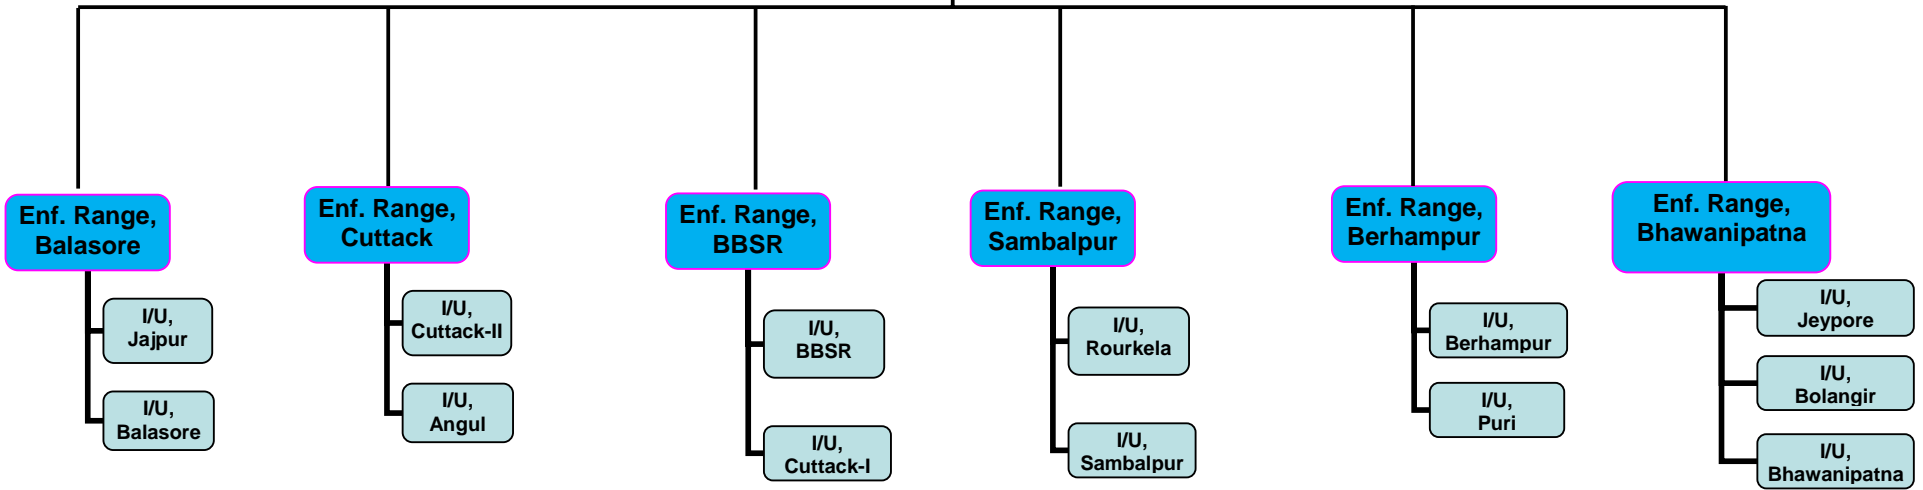 Enf. Range,
Balasore
I/U,
Jajpur
I/U,
Balasore
Enf. Range,
Cuttack
I/U,
Cuttack-II
I/U,
Angul
Enf. Range,
BBSR
I/U,
BBSR
I/U,
Cuttack-I
Enf. Range,
Sambalpur
I/U,
Rourkela
I/U,
Sambalpur
Enf. Range,
Berhampur
I/U,
Berhampur
I/U,
Puri
Enf. Range,
Bhawanipatna
I/U,
Jeypore
I/U,
Bolangir
I/U,
Bhawanipatna